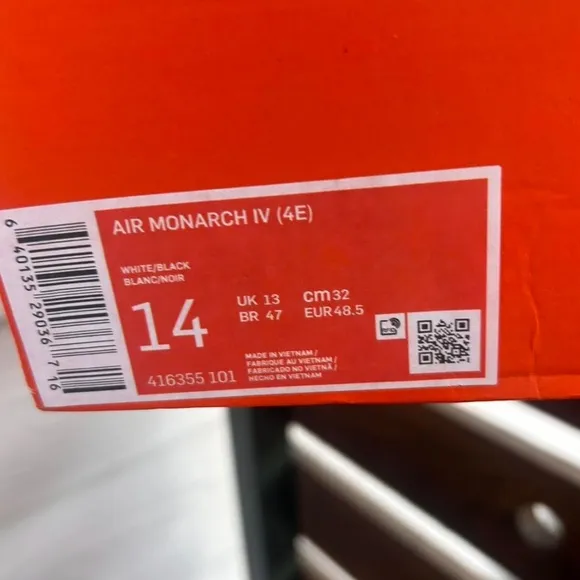 AIR MONARCH IV (4E)
WHITE/BLACK
BLANC/NOIR
14
UK 13
BR 47
cm 32
EUR 48.5
416355 101
MADE IN VIETNAM /
FABRIQUE AU VIETNAM /
FABRICADO NO VIETNÃ /
HECHO EN VIETNAM
RFID
6 40135 29036 7 16